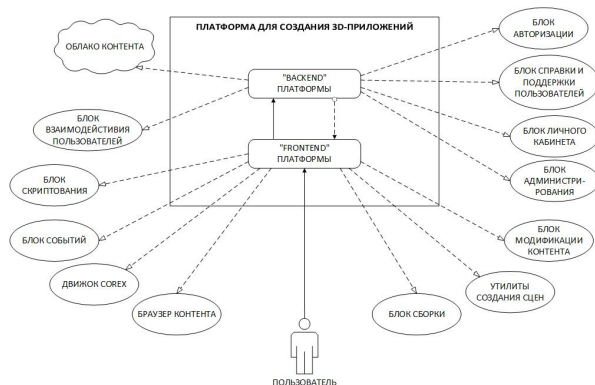 ПЛАТФОРМА ДЛЯ СОЗДАНИЯ 3D-ПРИЛОЖЕНИЙ
ОБЛАКО КОНТЕНТА
БЛОК
АВТОРИЗАЦИИ
"BACKEND"
ПЛАТФОРМЫ
БЛОК СПРАВКИ И
ПОДДЕРЖКИ
ПОЛЬЗОВАТЕЛЕЙ
БЛОК
ВЗАИМОДЕЙСТИВИЯ
ПОЛЬЗОВАТЕЛЕЙ
БЛОК ЛИЧНОГО
КАБИНЕТА
"FRONTEND"
ПЛАТФОРМЫ
БЛОК
АДМИНИСТРИ-
РОВАНИЯ
БЛОК
СКРИПТОВАНИЯ
БЛОК СОБЫТИЙ
БЛОК
МОДИФИКАЦИИ
КОНТЕНТА
ДВИЖОК COREX
УТИЛИТЫ
СОЗДАНИЯ СЦЕН
БРАУЗЕР КОНТЕНТА
БЛОК СБОРКИ
ПОЛЬЗОВАТЕЛЬ